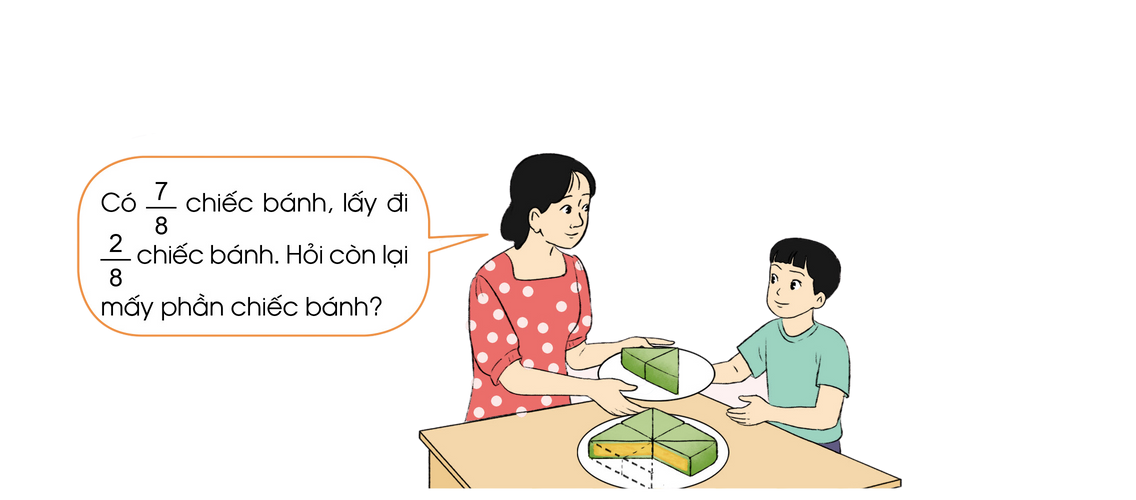 Có 7/8 chiếc bánh, lấy đi
2/8 chiếc bánh. Hỏi còn lại
mấy phần chiếc bánh?